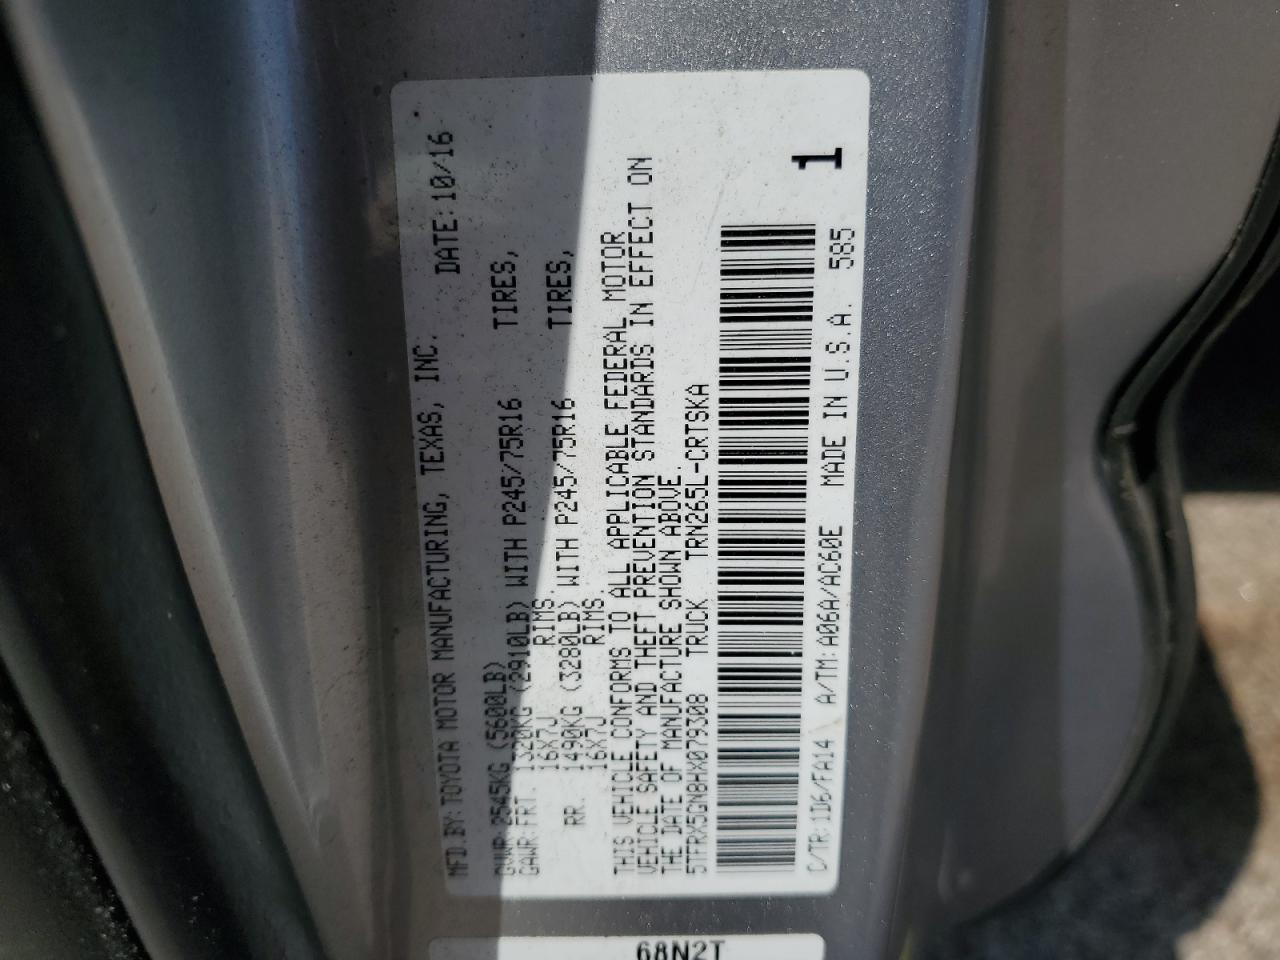 MFD.BY:TOYOTA MOTOR MANUFACTURING, TEXAS, INC. DATE:10/16
GVWR:2545KG (5600LB)
GAWR:FRT. 1320KG (2910LB) WITH P245/75R16 TIRES,
16X7J RIMS.
RR. 1490KG (3280LB) WITH P245/75R16 TIRES,
16X7J RIMS.
THIS VEHICLE CONFORMS TO ALL APPLICABLE FEDERAL MOTOR
VEHICLE SAFETY AND THEFT PREVENTION STANDARDS IN EFFECT ON
THE DATE OF MANUFACTURE SHOWN ABOVE.
5TFRX5GN8HX079308 TRUCK TRN265L-CRTSKA
1
C/TR:1D6/FA14 A/TM:A06A/AC60E MADE IN U.S.A. 585
68N2T